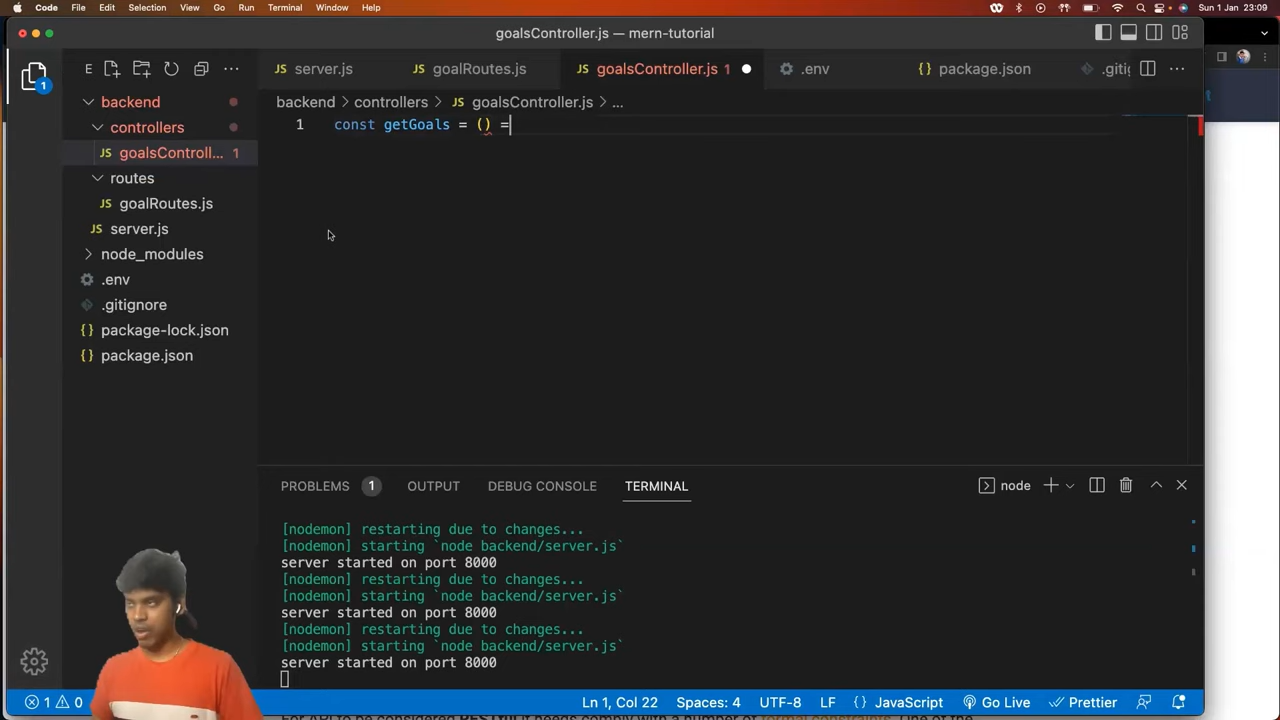 Code File Edit Selection View Go Run Terminal Window Help Sun 1 Jan 23:09
goalsController.js — mern-tutorial
E
server.js
goalRoutes.js
goalsController.js 1
.env
{} package.json
.giti
backend
backend > controllers > JS goalsController.js > ...
controllers
1 const getGoals = () =
JS goalsControll... 1
routes
JS goalRoutes.js
JS server.js
node_modules
.env
.gitignore
{} package-lock.json
{} package.json
PROBLEMS 1 OUTPUT DEBUG CONSOLE TERMINAL node
[nodemon] restarting due to changes...
[nodemon] starting `node backend/server.js`
server started on port 8000
[nodemon] restarting due to changes...
[nodemon] starting `node backend/server.js`
server started on port 8000
[nodemon] restarting due to changes...
[nodemon] starting `node backend/server.js`
server started on port 8000
1 0 Ln 1, Col 22 Spaces: 4 UTF-8 LF {} JavaScript Go Live Prettier